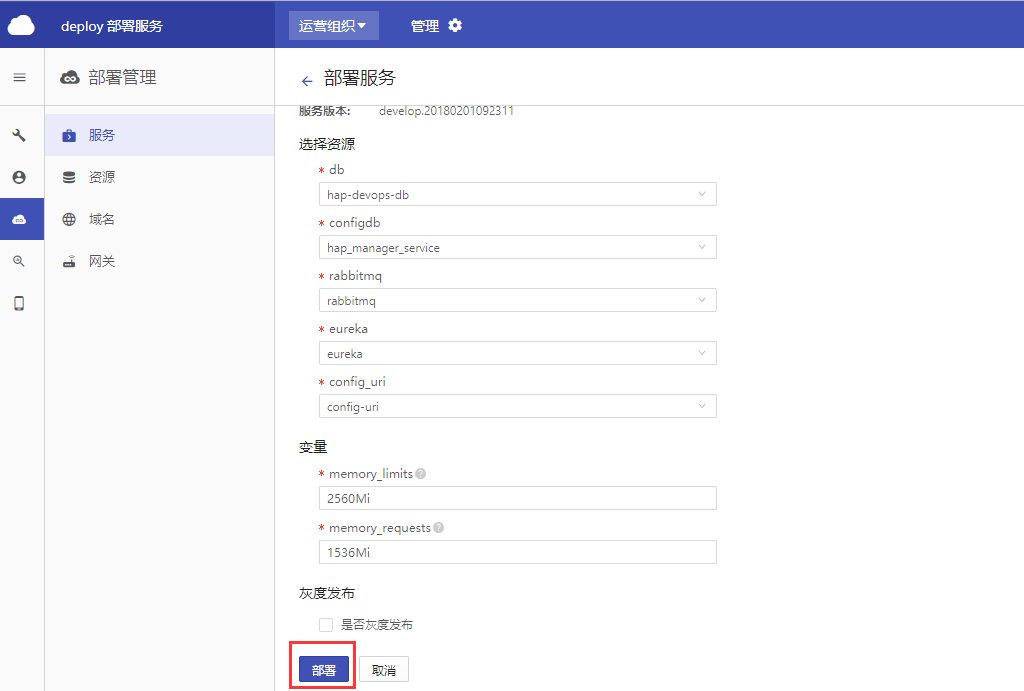 deploy 部署服务
运营组织
管理
部署管理
部署服务
服务
资源
域名
网关
服务版本: develop.20180201092311
选择资源
* db
hap-devops-db
* configdb
hap_manager_service
* rabbitmq
rabbitmq
* eureka
eureka
* config_uri
config-uri
变量
* memory_limits ?
2560Mi
* memory_requests ?
1536Mi
灰度发布
是否灰度发布
部署 取消